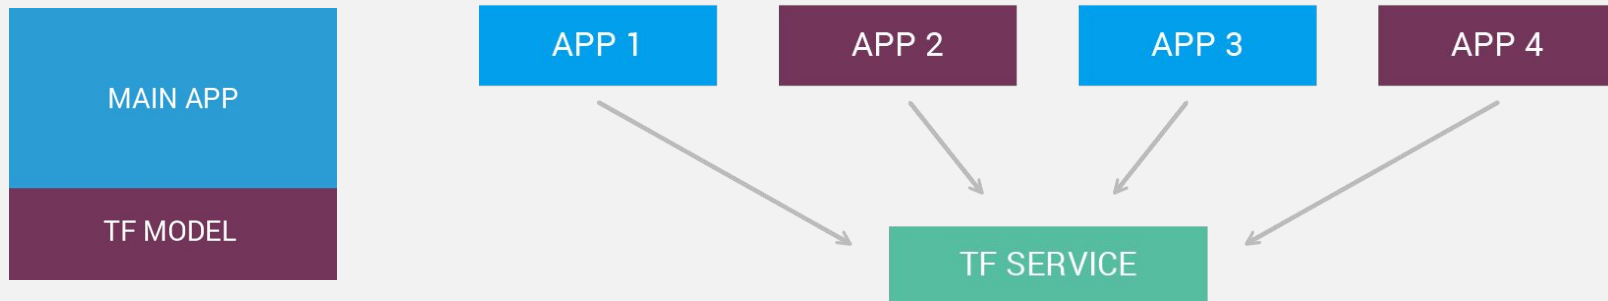 MAIN APP
TF MODEL
APP 1
APP 2
APP 3
APP 4
TF SERVICE